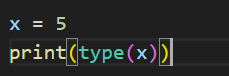 x = 5
print(type(x))